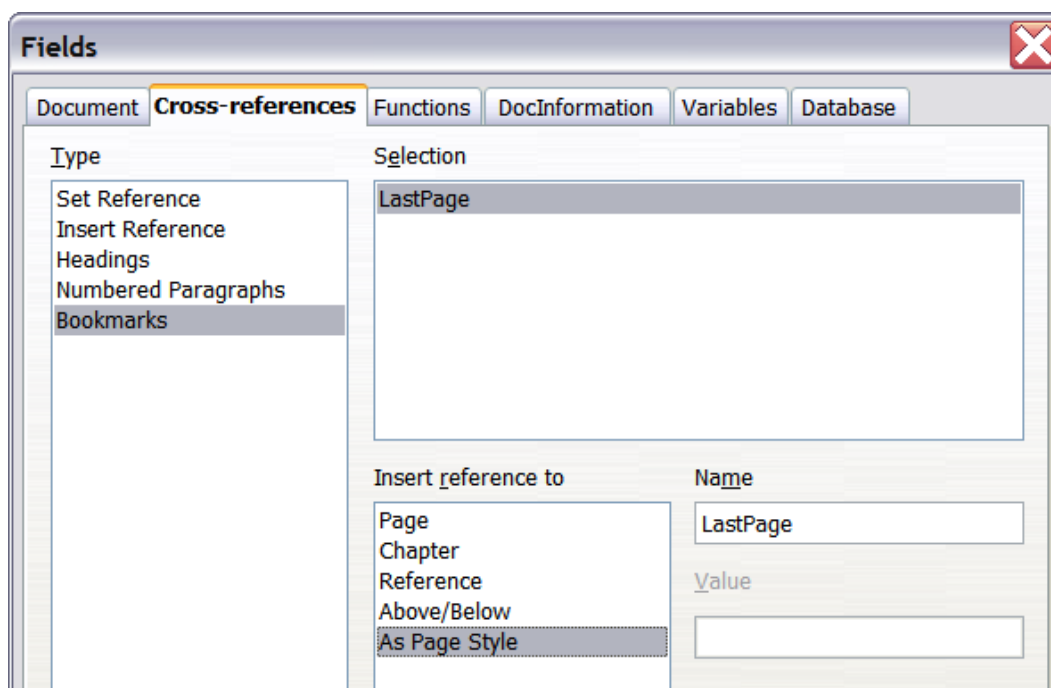 Fields
Document Cross-references Functions DocInformation Variables Database
Type
Set Reference
Insert Reference
Headings
Numbered Paragraphs
Bookmarks
Selection
LastPage
Insert reference to
Page
Chapter
Reference
Above/Below
As Page Style
Name
LastPage
Value